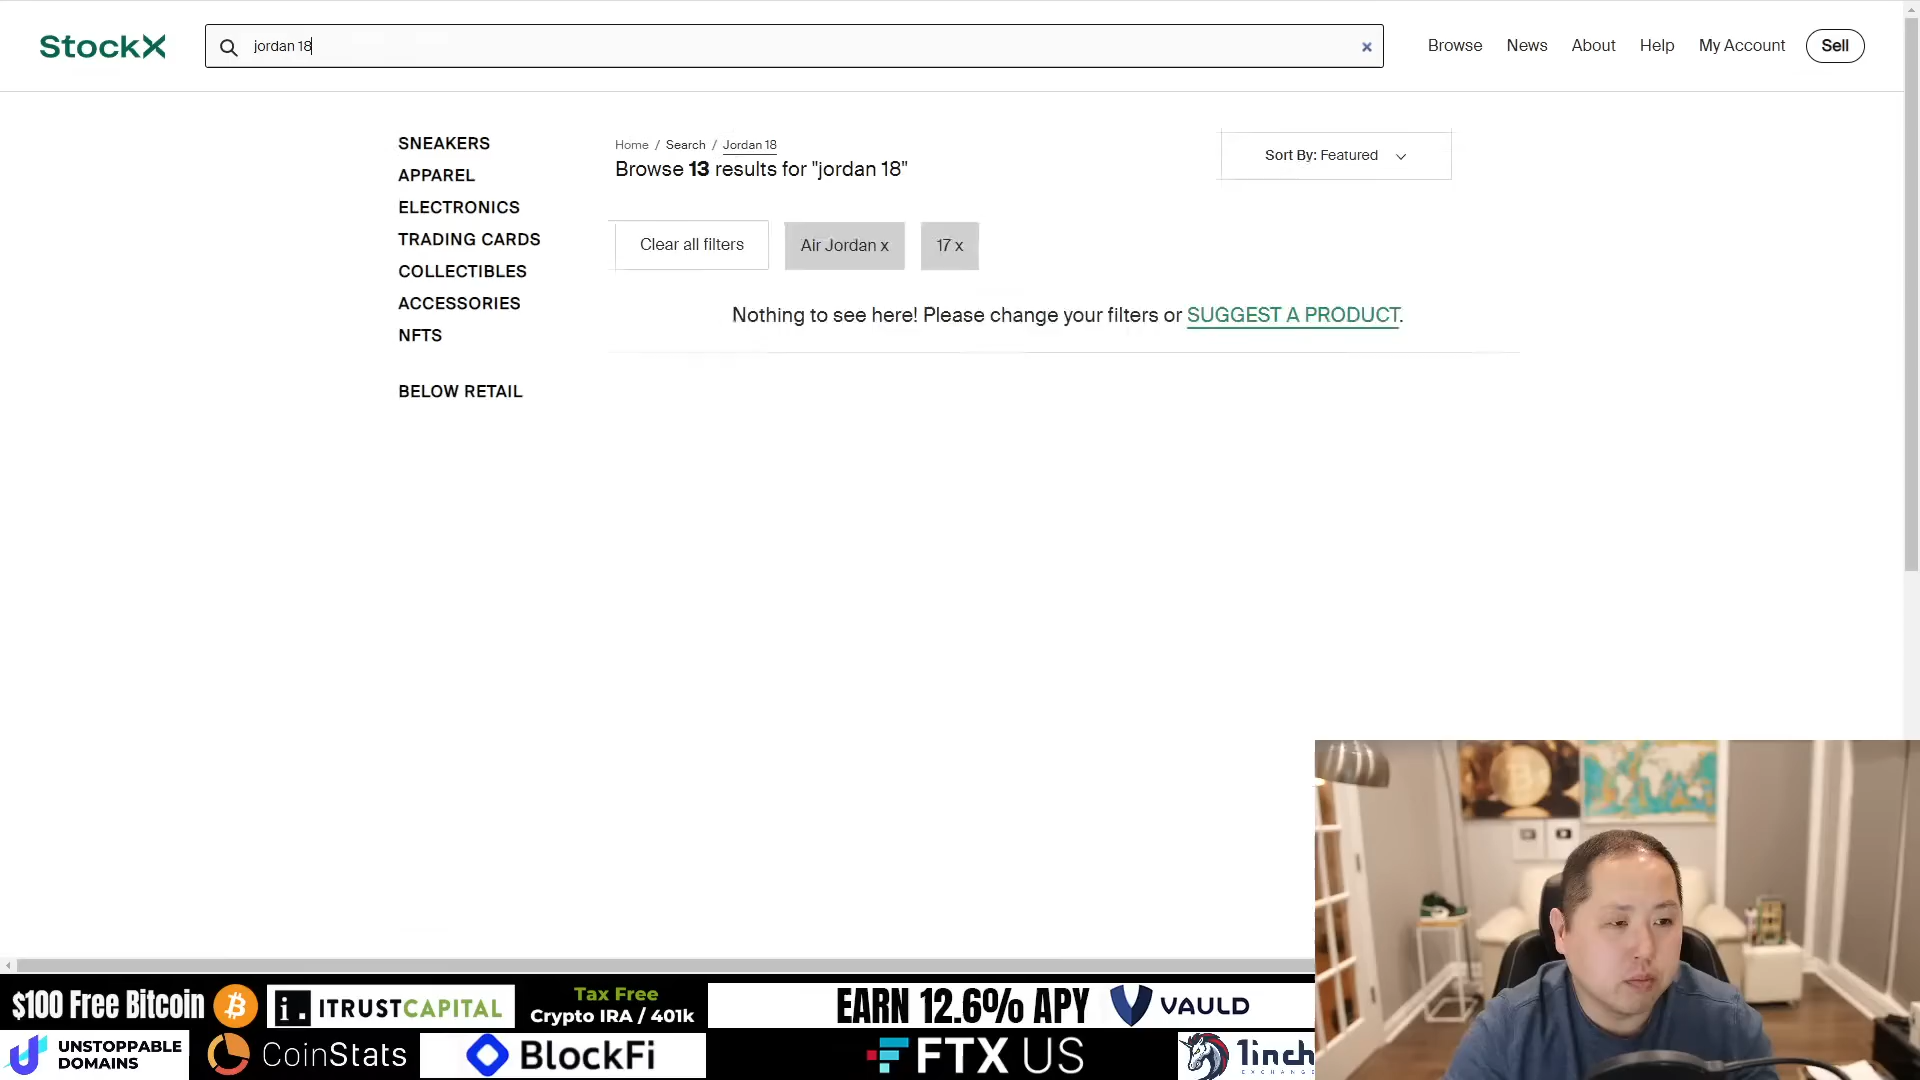 StockX
jordan 18
×
Browse
News
About
Help
My Account
Sell
SNEAKERS
APPAREL
ELECTRONICS
TRADING CARDS
COLLECTIBLES
ACCESSORIES
NFTS
BELOW RETAIL
Home / Search / Jordan 18
Browse 13 results for "jordan 18"
Sort By: Featured
Clear all filters
Air Jordan x
17 x
Nothing to see here! Please change your filters or SUGGEST A PRODUCT.
$100 Free Bitcoin
i. ITRUSTCAPITAL
Tax Free
Crypto IRA / 401k
EARN 12.6% APY
VAULD
UNSTOPPABLE
DOMAINS
CoinStats
BlockFi
FTX US
1inch
EXCHANGE